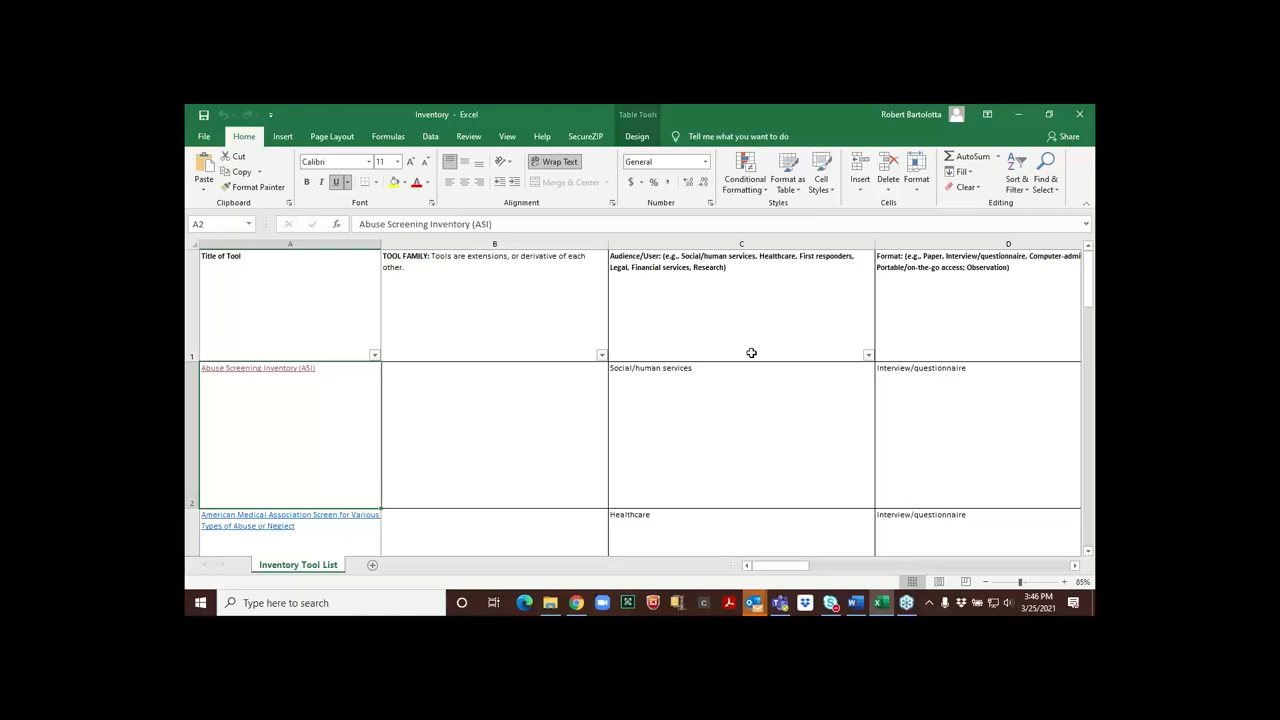 Inventory - Excel
Table Tools
Robert Bartolotta
File Home Insert Page Layout Formulas Data Review View Help SecureZIP Design Tell me what you want to do Share
Cut
Copy
Format Painter
Paste
Clipboard
Calibri 11
A A
B I U A
Font
Wrap Text
Merge & Center
Alignment
General
$ % ,
Number
Conditional Formatting
Format as Table
Cell Styles
Styles
Insert Delete Format
Cells
AutoSum
Fill
Clear
Sort & Filter
Find & Select
Editing
A2 fx Abuse Screening Inventory (ASI)
A B C D
1
Title of Tool
TOOL FAMILY: Tools are extensions, or derivative of each
other.
Audience/User: (e.g., Social/human services, Healthcare, First responders,
Legal, Financial services, Research)
Format: (e.g., Paper, Interview/questionnaire, Computer-admi
Portable/on-the-go access; Observation)
2
Abuse Screening Inventory (ASI)
Social/human services
Interview/questionnaire
American Medical Association Screen for Various
Types of Abuse or Neglect
Healthcare
Interview/questionnaire
Inventory Tool List
85%
Type here to search
3:46 PM
3/25/2021